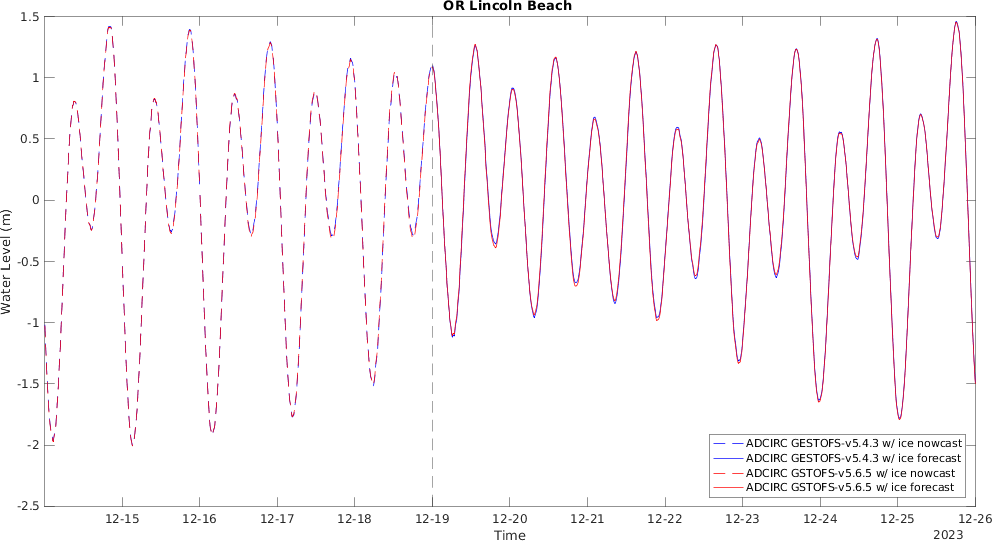 OR Lincoln Beach
1.5
1
0.5
0
-0.5
-1
-1.5
-2
-2.5
Water Level (m)
ADCIRC GESTOFS-v5.4.3 w/ ice nowcast
ADCIRC GESTOFS-v5.4.3 w/ ice forecast
ADCIRC GSTOFS-v5.6.5 w/ ice nowcast
ADCIRC GSTOFS-v5.6.5 w/ ice forecast
12-15 12-16 12-17 12-18 12-19 12-20 12-21 12-22 12-23 12-24 12-25 12-26
Time
2023